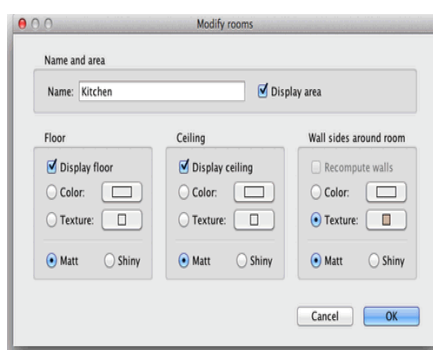 Modify rooms
Name and area
Name: Kitchen Display area
Floor Ceiling Wall sides around room
Display floor Display ceiling Recompute walls
Color: Color: Color:
Texture: Texture: Texture:
Matt Shiny Matt Shiny Matt Shiny
Cancel OK